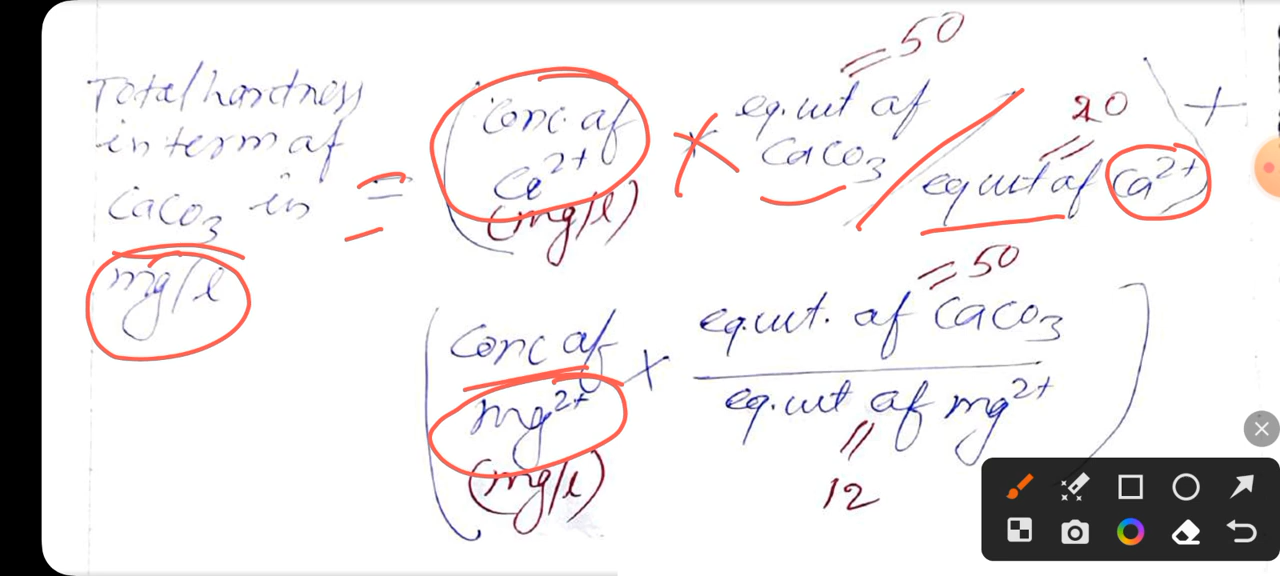 Total hardness
in term af
CaCO3 in
mg/l
=
(conc. af
Ca2+
(mg/l)
×
eq.wt af
CaCO3
= 50
/
eq wt af Ca2+)
= 20
+
(conc af
mg2+
(mg/l)
×
eq.wt. af CaCO3
= 50
eq.wt af mg2+
= 12
)